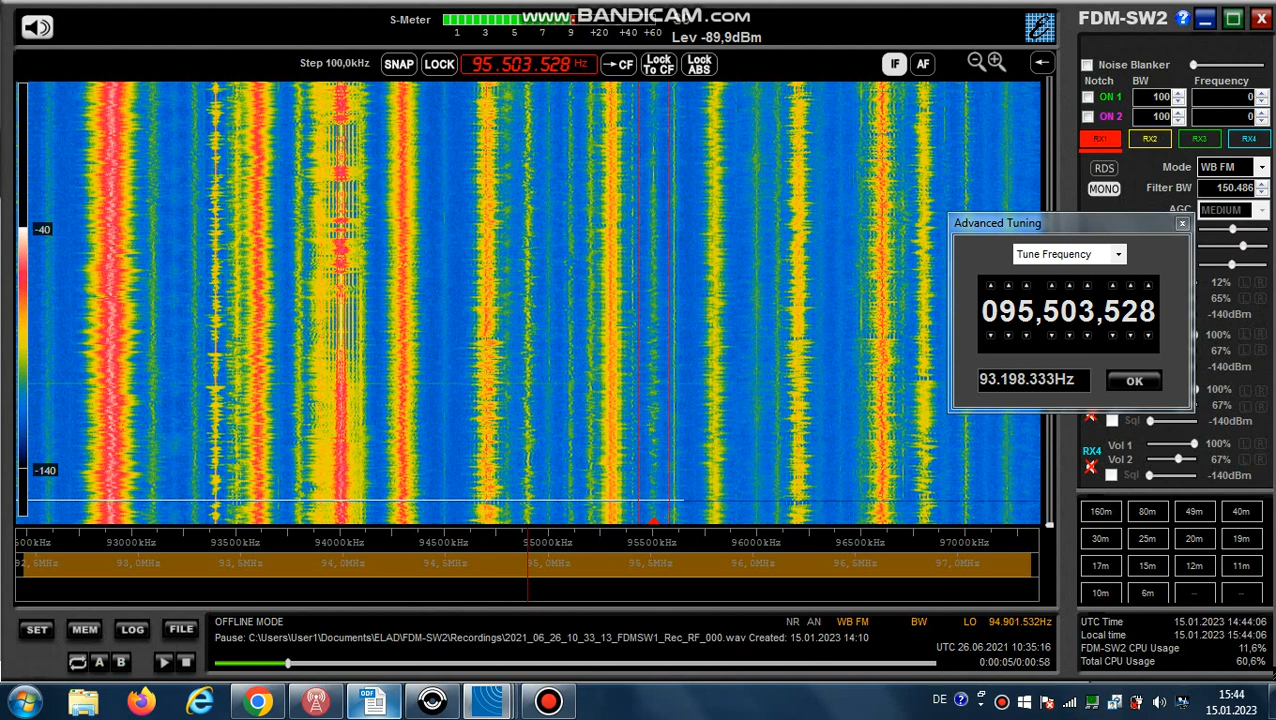 www.BANDICAM.com
S-Meter
1 3 5 7 9 +20 +40 +60
Lev -89,9dBm
FDM-SW2
Step 100,0kHz SNAP LOCK 95.503.528 Hz →CF Lock To CF Lock ABS IF AF
Noise Blanker
Notch BW Frequency
ON 1 100 0
ON 2 100 0
RX1 RX2 RX3 RX4
RDS Mode WB FM
MONO Filter BW 150.486
AGC MEDIUM
-40
-140
Advanced Tuning
Tune Frequency
095,503,528
93.198.333Hz OK
12%
65%
-140dBm
100%
67%
-140dBm
100%
67%
Sql -140dBm
RX4 Vol 1 100%
Vol 2 67%
Sql -140dBm
160m 80m 49m 40m
30m 25m 20m 19m
17m 15m 12m 11m
10m 6m -- --
93000kHz 93500kHz 94000kHz 94500kHz 95000kHz 95500kHz 96000kHz 96500kHz 97000kHz
92,5MHz 93,0MHz 93,5MHz 94,0MHz 94,5MHz 95,0MHz 95,5MHz 96,0MHz 96,5MHz 97,0MHz
SET MEM LOG FILE
A B
OFFLINE MODE NR AN WB FM BW LO 94.901.532Hz
Pause: C:\Users\User1\Documents\ELAD\FDM-SW2\Recordings\2021_06_26_10_33_13_FDMSW1_Rec_RF_000.wav Created: 15.01.2023 14:10
UTC 26.06.2021 10:35:16
0:00:05/0:00:58
UTC Time 15.01.2023 15:44:06
Local time 15.01.2023 15:44:06
FDM-SW2 CPU Usage 11,6%
Total CPU Usage 60,6%
ODF
DE
15:44
15.01.2023